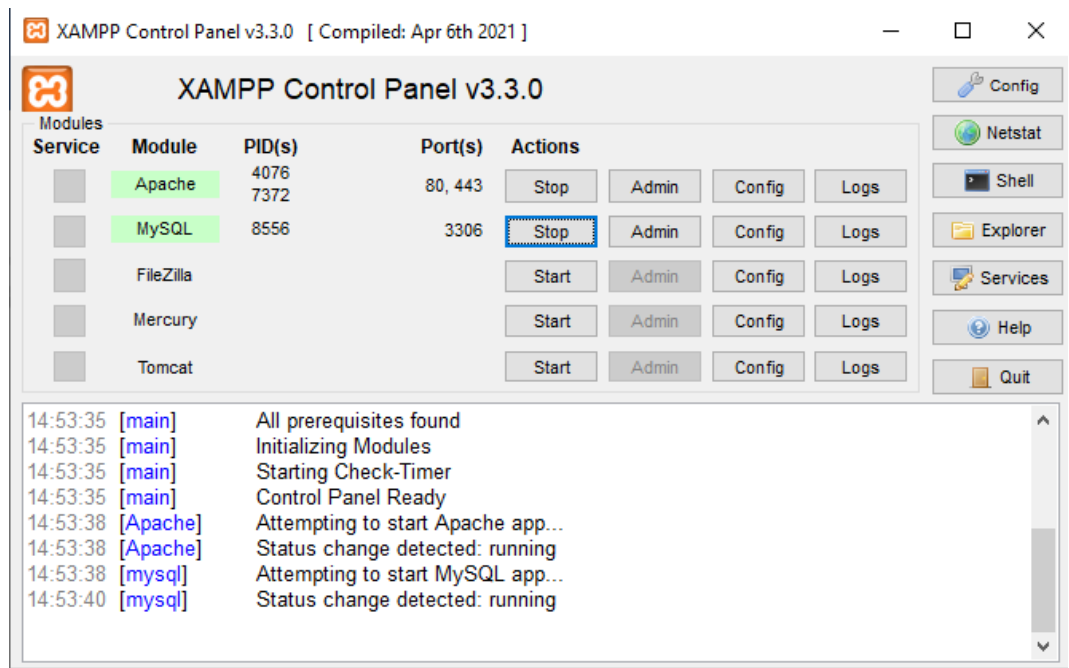 XAMPP Control Panel v3.3.0 [ Compiled: Apr 6th 2021 ]
XAMPP Control Panel v3.3.0
Config
Modules
Service Module PID(s) Port(s) Actions
Netstat
Apache 4076 7372 80, 443 Stop Admin Config Logs
Shell
MySQL 8556 3306 Stop Admin Config Logs
Explorer
FileZilla Start Admin Config Logs
Services
Mercury Start Admin Config Logs
Help
Tomcat Start Admin Config Logs
Quit
14:53:35 [main] All prerequisites found
14:53:35 [main] Initializing Modules
14:53:35 [main] Starting Check-Timer
14:53:35 [main] Control Panel Ready
14:53:38 [Apache] Attempting to start Apache app...
14:53:38 [Apache] Status change detected: running
14:53:38 [mysql] Attempting to start MySQL app...
14:53:40 [mysql] Status change detected: running